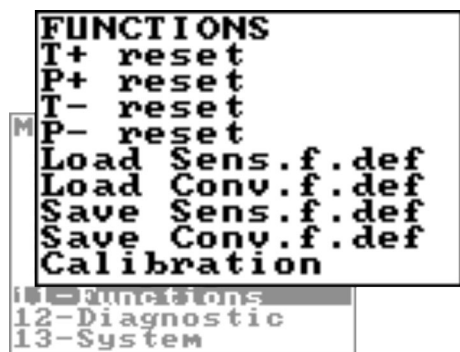 FUNCTIONS
T+ reset
P+ reset
T- reset
P- reset
Load Sens.f.def
Load Conv.f.def
Save Sens.f.def
Save Conv.f.def
Calibration
M
11-Functions
12-Diagnostic
13-System